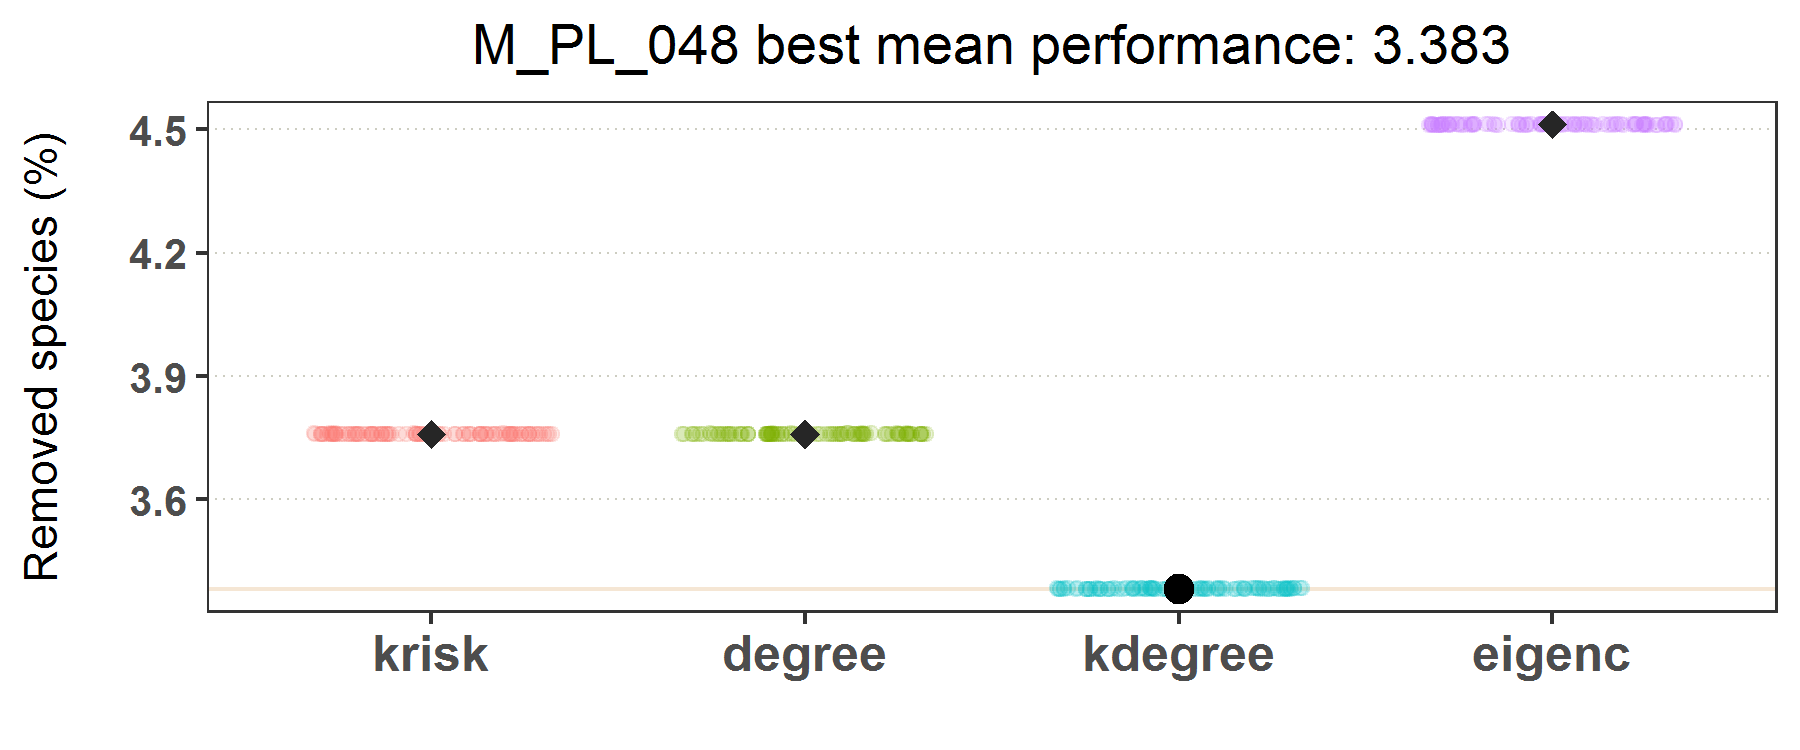 M_PL_048 best mean performance: 3.383
Removed species (%)
4.5
4.2
3.9
3.6
krisk
degree
kdegree
eigenc